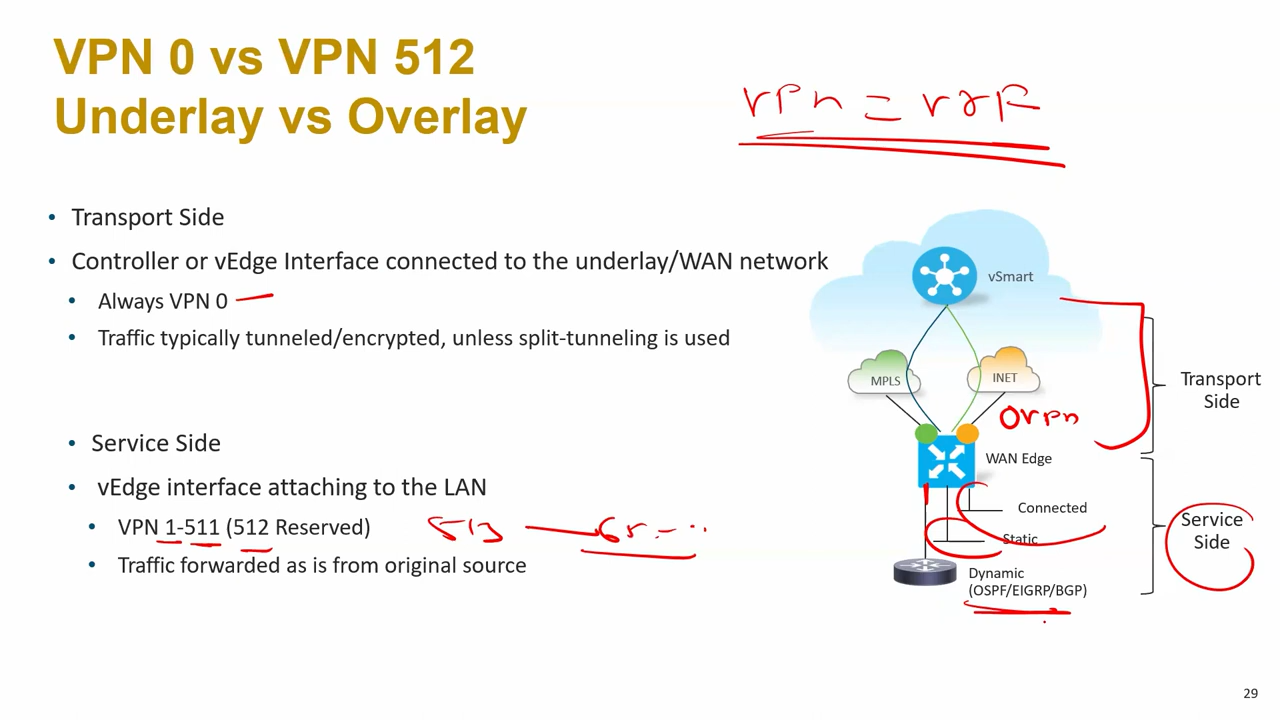 VPN 0 vs VPN 512
Underlay vs Overlay
vPn = vrF
• Transport Side
• Controller or vEdge Interface connected to the underlay/WAN network
• Always VPN 0
• Traffic typically tunneled/encrypted, unless split-tunneling is used
• Service Side
• vEdge interface attaching to the LAN
• VPN 1-511 (512 Reserved)
513 65
• Traffic forwarded as is from original source
vSmart
MPLS
INET
0vpn
WAN Edge
Transport
Side
Connected
Static
Service
Side
Dynamic
(OSPF/EIGRP/BGP)
29